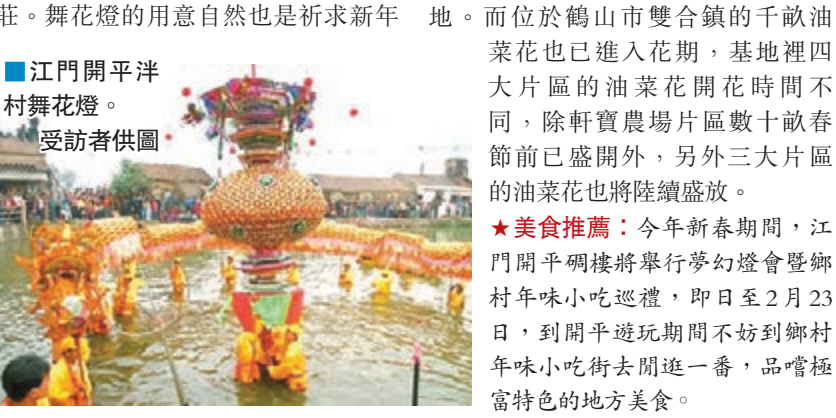 莊。舞花燈的用意自然也是祈求新年
■江門開平泮
村舞花燈。
受訪者供圖
地。而位於鶴山市雙合鎮的千畝油
菜花也已進入花期，基地裡四
大片區的油菜花開花時間不
同，除軒寶農場片區數十畝春
節前已盛開外，另外三大片區
的油菜花也將陸續盛放。
★美食推薦：今年新春期間，江
門開平碉樓將舉行夢幻燈會暨鄉
村年味小吃巡禮，即日至2月23
日，到開平遊玩期間不妨到鄉村
年味小吃街去閒逛一番，品嚐極
富特色的地方美食。